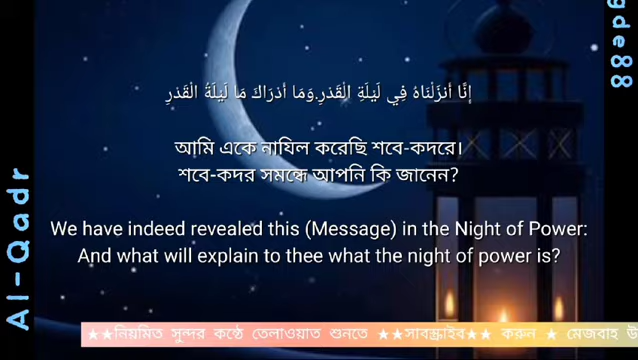 إِنَّا أَنزَلْنَاهُ فِي لَيْلَةِ الْقَدْرِ.وَمَا أَدْرَاكَ مَا لَيْلَةُ الْقَدْرِ
আমি একে নাযিল করেছি শবে-কদরে।
শবে-কদর সমন্ধে আপনি কি জানেন?
We have indeed revealed this (Message) in the Night of Power:
And what will explain to thee what the night of power is?
Al-Qadr
gde88
★★নিয়মিত সুন্দর কন্ঠে তেলাওয়াত শুনতে ★★সাবস্ক্রাইব★★ করুন ★ মেজবাহ উ